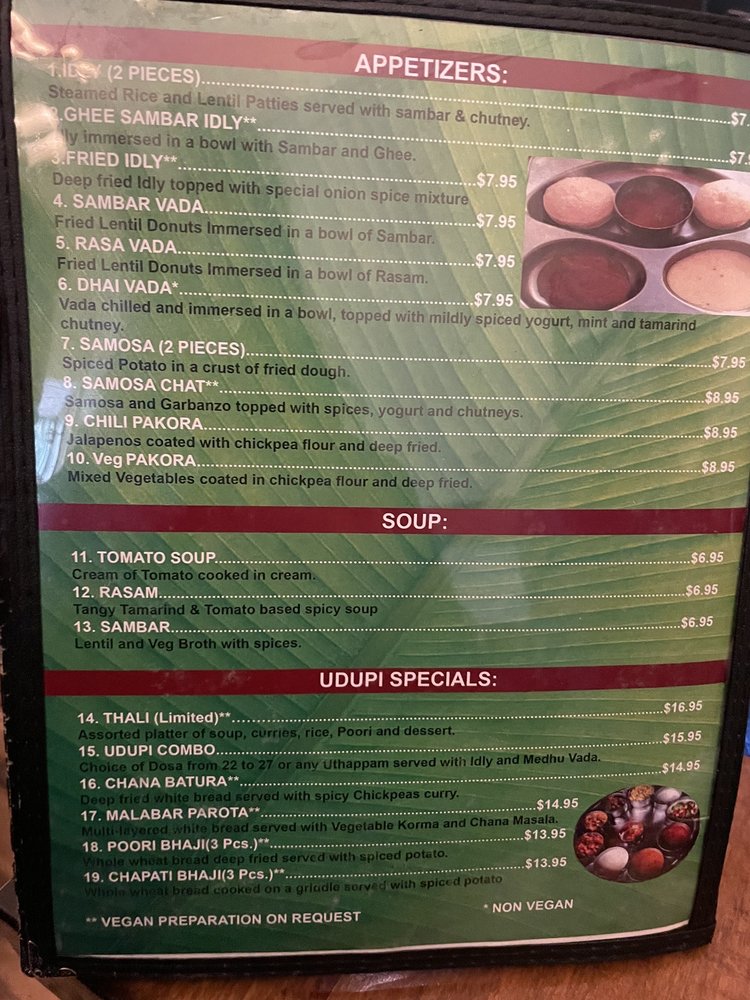 APPETIZERS:
1.IDLY (2 PIECES)..........$7.
Steamed Rice and Lentil Patties served with sambar & chutney.
2.GHEE SAMBAR IDLY**..........$7.
Idly immersed in a bowl with Sambar and Ghee.
3.FRIED IDLY**..........$7.95
Deep fried Idly topped with special onion spice mixture
4. SAMBAR VADA..........$7.95
Fried Lentil Donuts Immersed in a bowl of Sambar.
5. RASA VADA..........$7.95
Fried Lentil Donuts Immersed in a bowl of Rasam.
6. DHAI VADA*..........$7.95
Vada chilled and immersed in a bowl, topped with mildly spiced yogurt, mint and tamarind
chutney.
7. SAMOSA (2 PIECES)..........$7.95
Spiced Potato in a crust of fried dough.
8. SAMOSA CHAT**..........$8.95
Samosa and Garbanzo topped with spices, yogurt and chutneys.
9. CHILI PAKORA..........$8.95
Jalapenos coated with chickpea flour and deep fried.
10. Veg PAKORA..........$8.95
Mixed Vegetables coated in chickpea flour and deep fried.
SOUP:
11. TOMATO SOUP..........$6.95
Cream of Tomato cooked in cream.
12. RASAM..........$6.95
Tangy Tamarind & Tomato based spicy soup
13. SAMBAR..........$6.95
Lentil and Veg Broth with spices.
UDUPI SPECIALS:
14. THALI (Limited)**..........$16.95
Assorted platter of soup, curries, rice, Poori and dessert.
15. UDUPI COMBO..........$15.95
Choice of Dosa from 22 to 27 or any Uthappam served with Idly and Medhu Vada.
16. CHANA BATURA**..........$14.95
Deep fried white bread served with spicy Chickpeas curry.
17. MALABAR PAROTA**..........$14.95
Multi-layered white bread served with Vegetable Korma and Chana Masala.
18. POORI BHAJI(3 Pcs.)**..........$13.95
Whole wheat bread deep fried served with spiced potato.
19. CHAPATI BHAJI(3 Pcs.)**..........$13.95
Whole wheat bread cooked on a griddle served with spiced potato
** VEGAN PREPARATION ON REQUEST * NON VEGAN